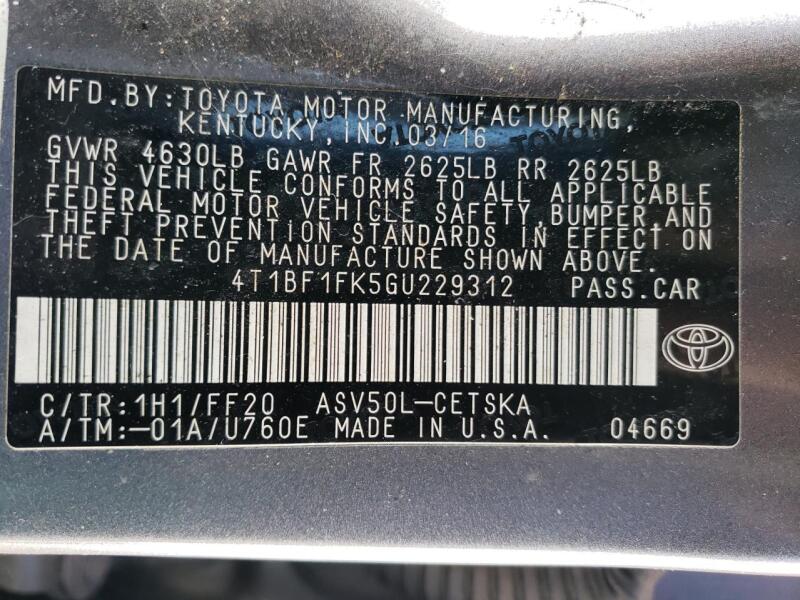 MFD. BY: TOYOTA MOTOR MANUFACTURING,
KENTUCKY, INC. 03/16
GVWR 4630LB GAWR FR 2625LB RR 2625LB
THIS VEHICLE CONFORMS TO ALL APPLICABLE
FEDERAL MOTOR VEHICLE SAFETY, BUMPER, AND
THEFT PREVENTION STANDARDS IN EFFECT ON
THE DATE OF MANUFACTURE SHOWN ABOVE.
4T1BF1FK5GU229312 PASS. CAR
C/TR: 1H1/FF20 ASV50L-CETSKA
A/TM: -01A/U760E MADE IN U.S.A. 04669